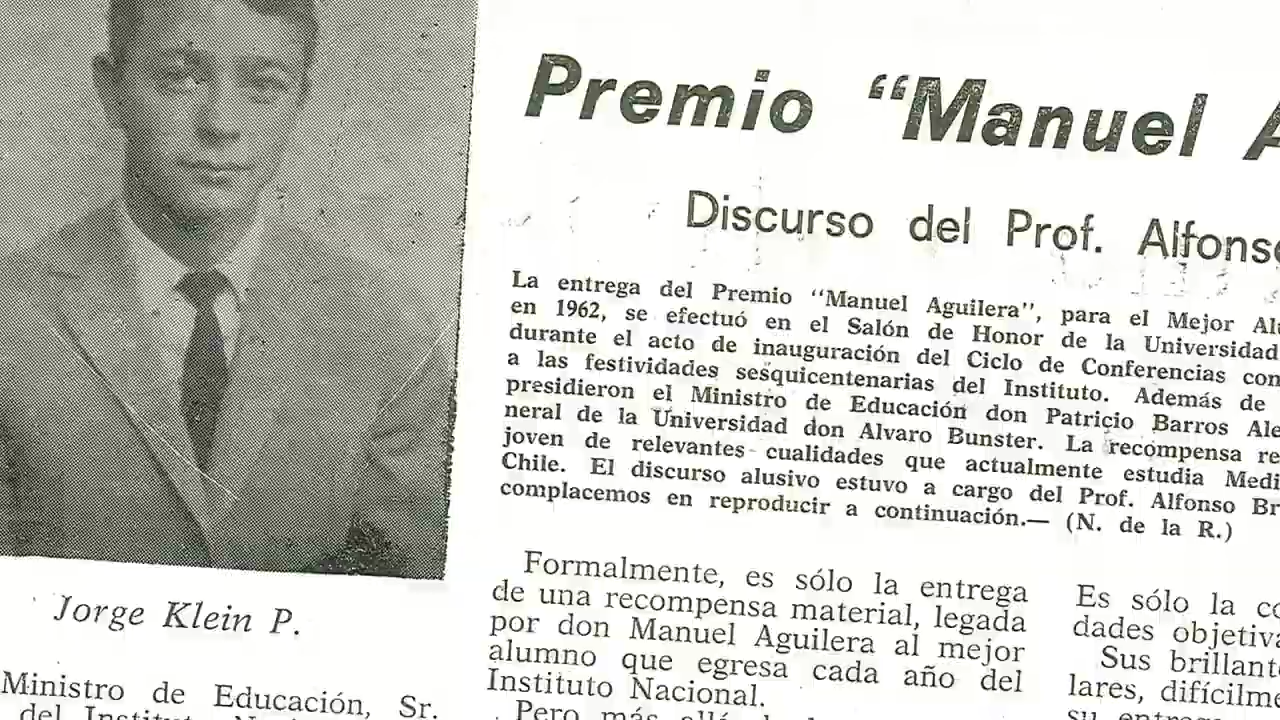 Premio “Manuel
Discurso del Prof. Alfonso
La entrega del Premio “Manuel Aguilera”, para el Mejor
en 1962, se efectuó en el Salón de Honor de la Universidad
durante el acto de inauguración del Ciclo de Conferencias
a las festividades sesquicentenarias del Instituto. Además de
presidieron el Ministro de Educación don Patricio Barros
neral de la Universidad don Alvaro Bunster. La recompensa
joven de relevantes cualidades que actualmente estudia
Chile. El discurso alusivo estuvo a cargo del Prof. Alfonso
complacemos en reproducir a continuación.— (N. de la R.)
Jorge Klein P.
Ministro de Educación, Sr.
del
Formalmente, es sólo la entrega
de una recompensa material, legada
por don Manuel Aguilera al mejor
alumno que egresa cada año del
Instituto Nacional.
Pero más allá
Es sólo la
dades
Sus
lares,
su